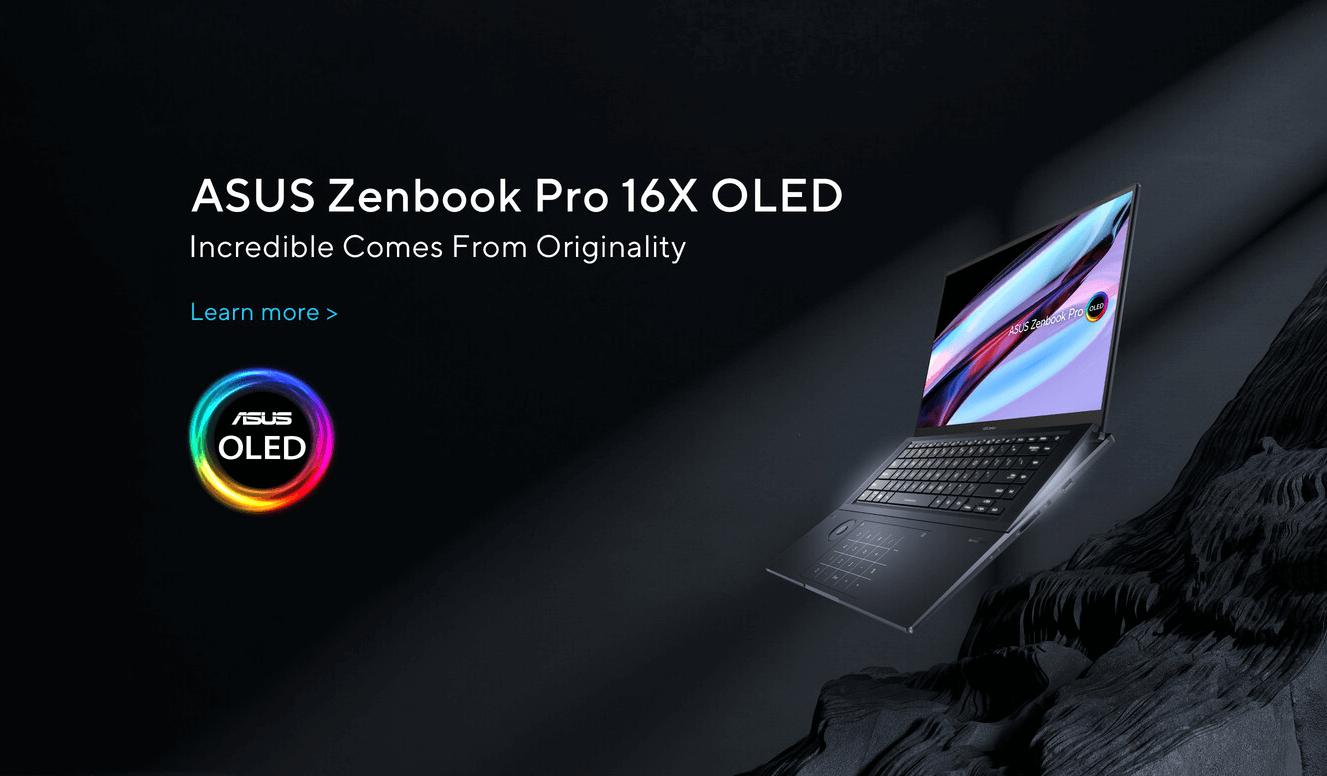 ASUS Zenbook Pro 16X OLED
Incredible Comes From Originality
Learn more >
ASUS
OLED
ASUS Zenbook Pro
OLED